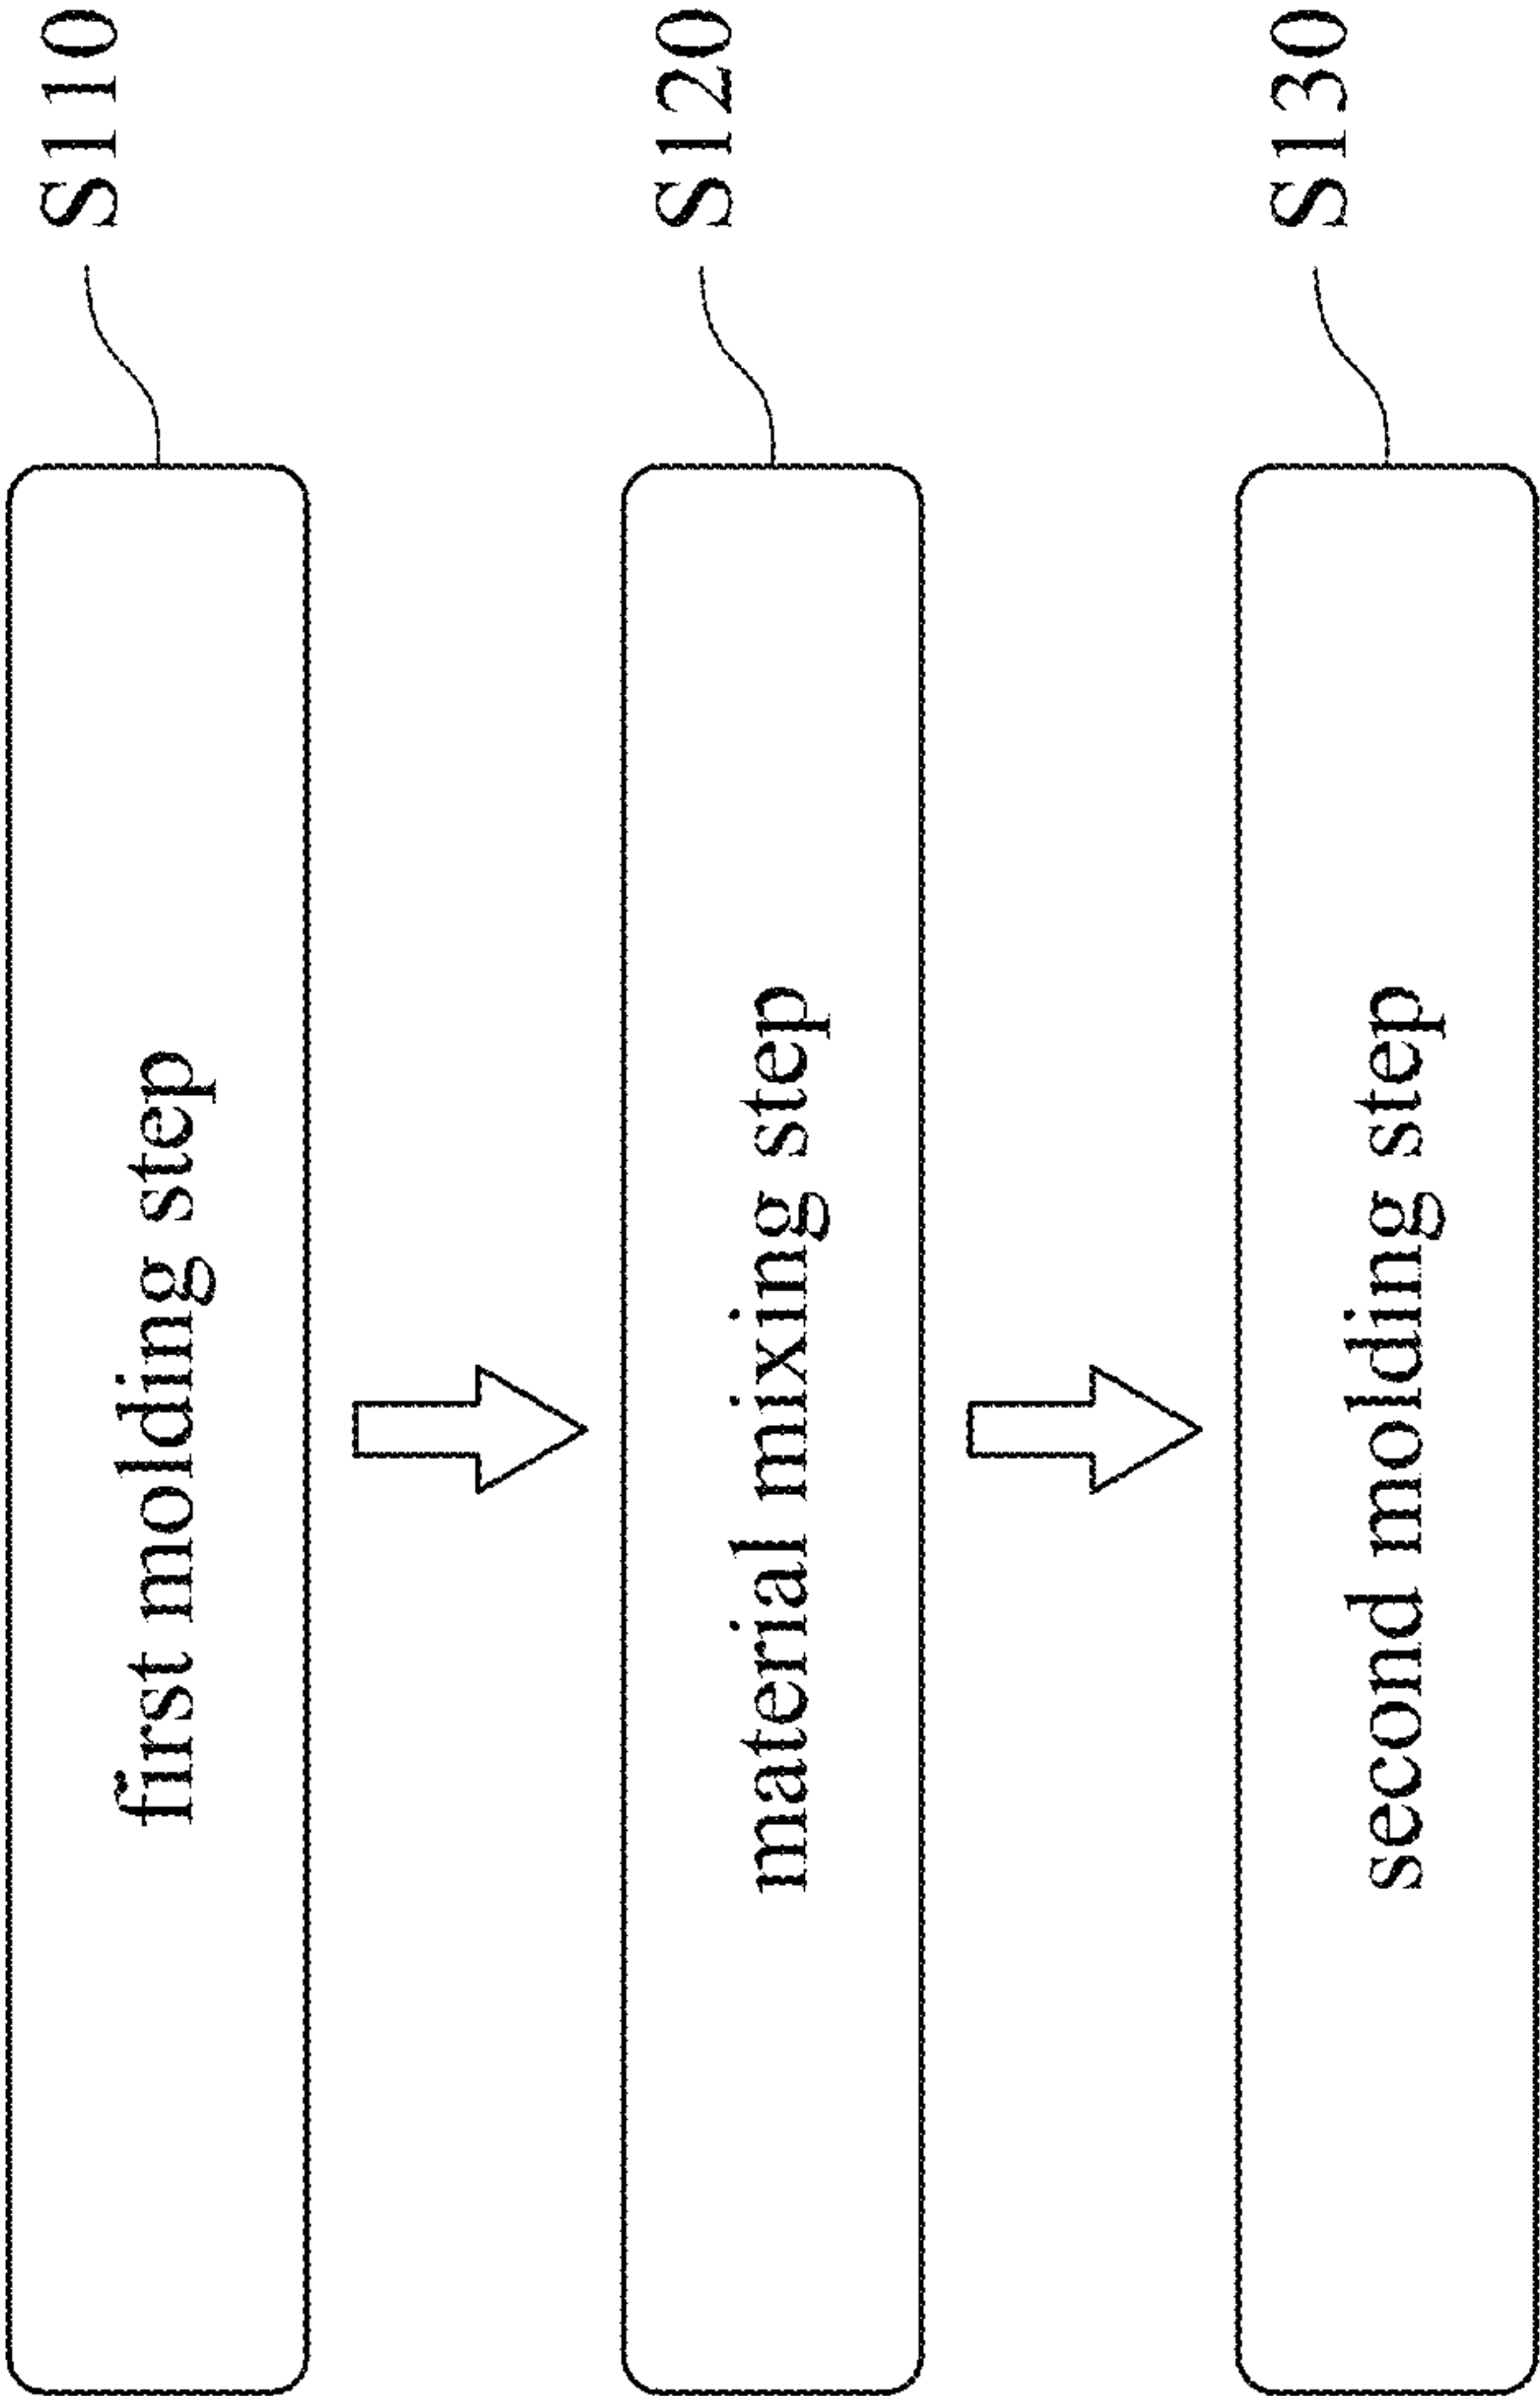 first molding step
S110
material mixing step
S120
second molding step
S130